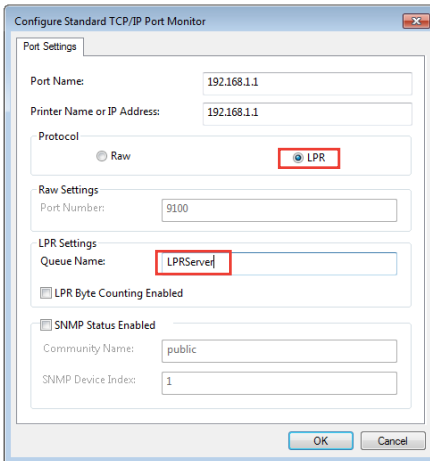 Configure Standard TCP/IP Port Monitor
Port Settings
Port Name: 192.168.1.1
Printer Name or IP Address: 192.168.1.1
Protocol
Raw LPR
Raw Settings
Port Number: 9100
LPR Settings
Queue Name: LPRServer
LPR Byte Counting Enabled
SNMP Status Enabled
Community Name: public
SNMP Device Index: 1
OK Cancel